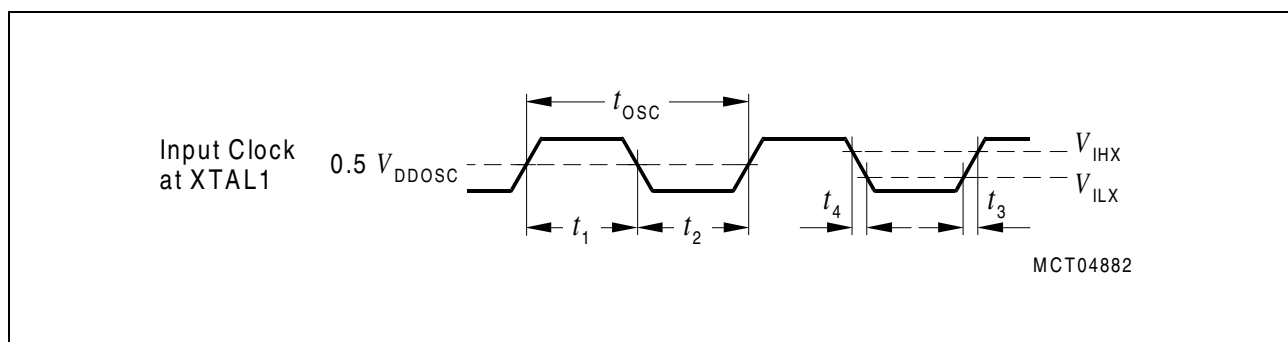 t_OSC
Input Clock
at XTAL1
0.5 V_DDOSC
V_IHX
V_ILX
t_1
t_2
t_4
t_3
MCT04882